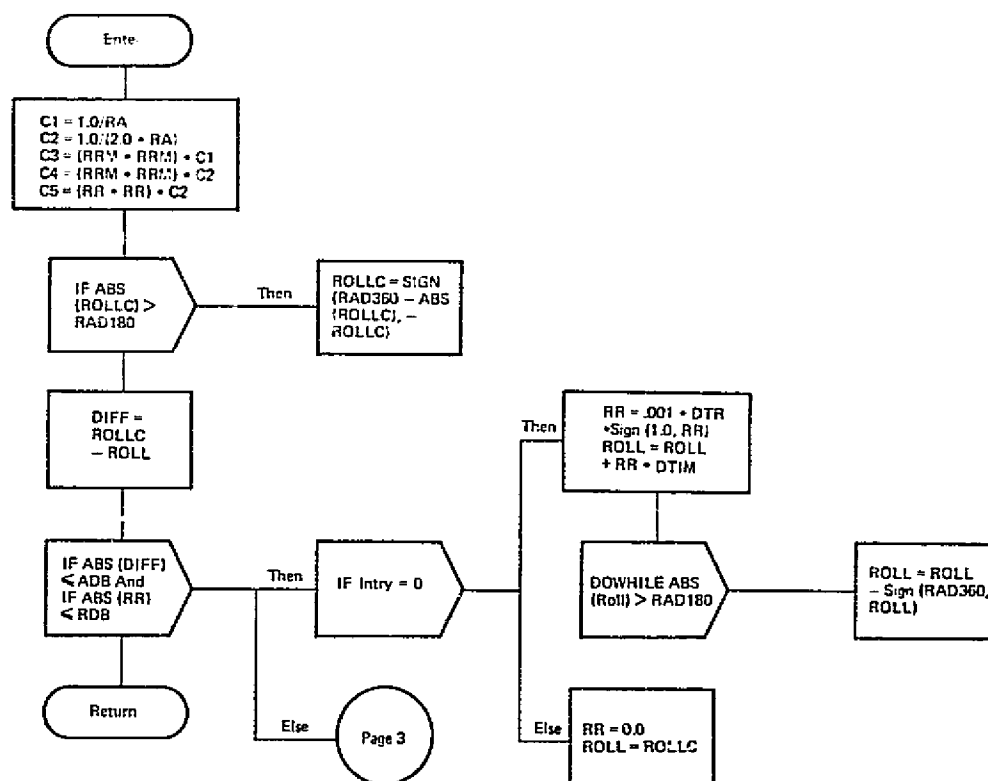 Ente
C1 = 1.0/RA
C2 = 1.0/(2.0 * RA)
C3 = (RRM * RRM) * C1
C4 = (RRM * RRM) * C2
C5 = (RR * RR) * C2
IF ABS
(ROLLC) >
RAD180
Then
ROLLC = SIGN
(RAD360 – ABS
(ROLLC), –
ROLLC)
DIFF =
ROLLC
– ROLL
IF ABS (DIFF)
≤ ADB And
IF ABS (RR)
≤ RDB
Then
IF Intry = 0
Then
RR = .001 * DTR
*Sign (1.0, RR)
ROLL = ROLL
+ RR * DTIM
DOWHILE ABS
(Roll) > RAD180
ROLL = ROLL
– Sign (RAD360,
ROLL)
Return
Else
Page 3
Else
RR = 0.0
ROLL = ROLLC